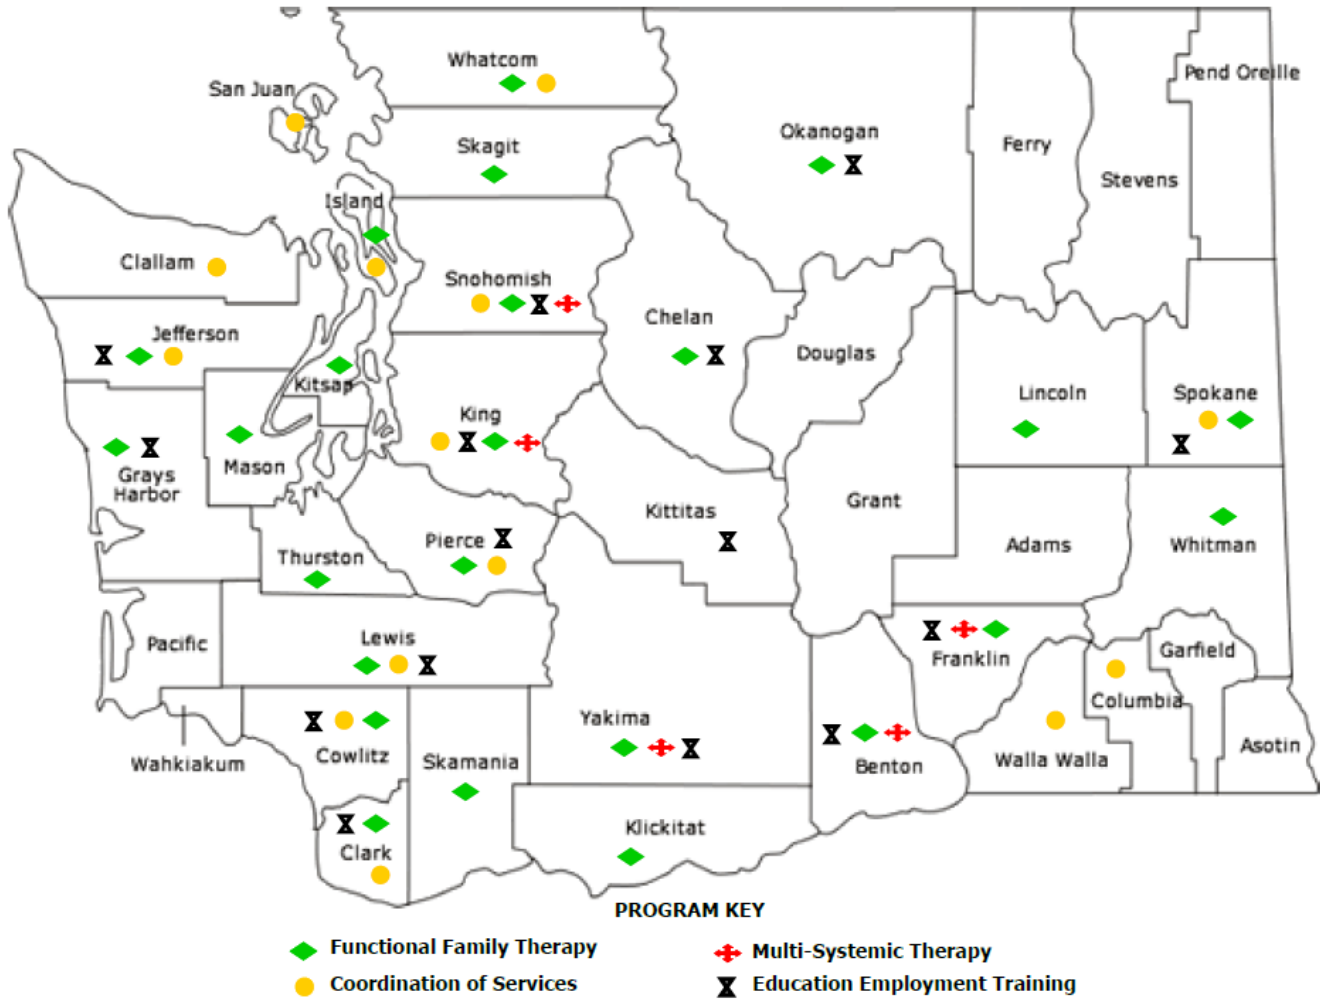 Whatcom
Pend Oreille
San Juan
Okanogan
Skagit
Ferry
Stevens
Island
Clallam
Snohomish
Chelan
Jefferson
Douglas
Kitsap
Lincoln
Spokane
King
Mason
Grays
Harbor
Grant
Kittitas
Pierce
Adams
Whitman
Thurston
Lewis
Pacific
Franklin
Garfield
Columbia
Yakima
Asotin
Cowlitz
Wahkiakum
Skamania
Walla Walla
Benton
Klickitat
Clark
PROGRAM KEY
Functional Family Therapy
Multi-Systemic Therapy
Coordination of Services
Education Employment Training